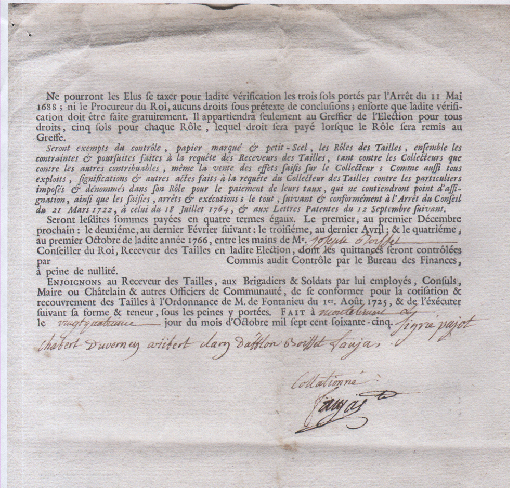 Ne pourront les Elus se taxer pour ladite vérification les trois sols portés par l'Arrêt du 11 Mai
1688; ni le Procureur du Roi, aucuns droits sous prétexte de conclusions; ensorte que ladite vérifi-
cation doit être faite gratuitement. Il appartiendra seulement au Greffier de l'Election pour tous
droits, cinq sols pour chaque Rôle, lequel droit sera payé lorsque le Rôle sera remis au
Greffe.
Seront exempts du contrôle, papier marqué & petit-Scel, les Rôles des Tailles, ensemble les
contraintes & poursuites faites à la requête des Receveurs des Tailles, tant contre les Collecteurs que
contre les autres contribuables, même la vente des effets saisis sur le Collecteur: Comme aussi tous
exploits, significations & autres actes faits à la requête du Collecteur des Tailles contre les particuliers
imposés & dénommés dans son Rôle pour le paiement de leurs taux, qui ne contiendront point d'assi-
gnation, ainsi que les saisies, arrêts & exécutions: le tout, suivant & conformément à l'Arrêt du Conseil
du 21 Mars 1722, à celui du 18 Juillet 1764, & aux Lettres Patentes du 12 Septembre suivant.
Seront lesdites sommes payées en quatre termes égaux. Le premier, au premier Décembre
prochain: le deuxième, au dernier Février suivant: le troisième, au dernier Avril; & le quatrième,
au premier Octobre de ladite année 1766, entre les mains de Me.
Conseiller du Roi, Receveur des Tailles en ladite Election, dont les quittances seront contrôlées
par Commis audit Contrôle par le Bureau des Finances,
à peine de nullité.
ENJOIGNONS au Receveur des Tailles, aux Brigadiers & Soldats par lui employés, Consuls,
Maire ou Châtelain & autres Officiers de Communauté, de se conformer pour la cotisation &
recouvrement des Tailles à l'Ordonnance de M. de Fontanieu du 1er. Août, 1725, & de l'exécuter
suivant sa forme & teneur, sous les peines y portées. FAIT à
le jour du mois d'Octobre mil sept cent soixante-cinq. signé pajot
Collationné